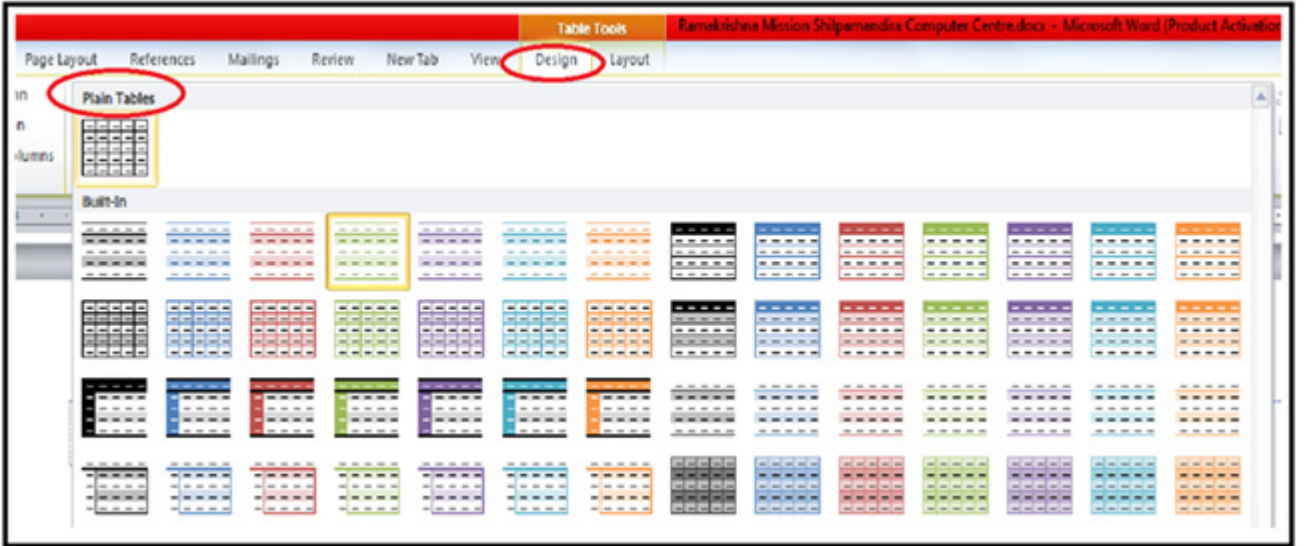 Table Tools
Ramakrishna Mission Shilpamandira Computer Centre.docx - Microsoft Word (Product Activation
Page Layout References Mailings Review New Tab View Design Layout
Plain Tables
Built-In